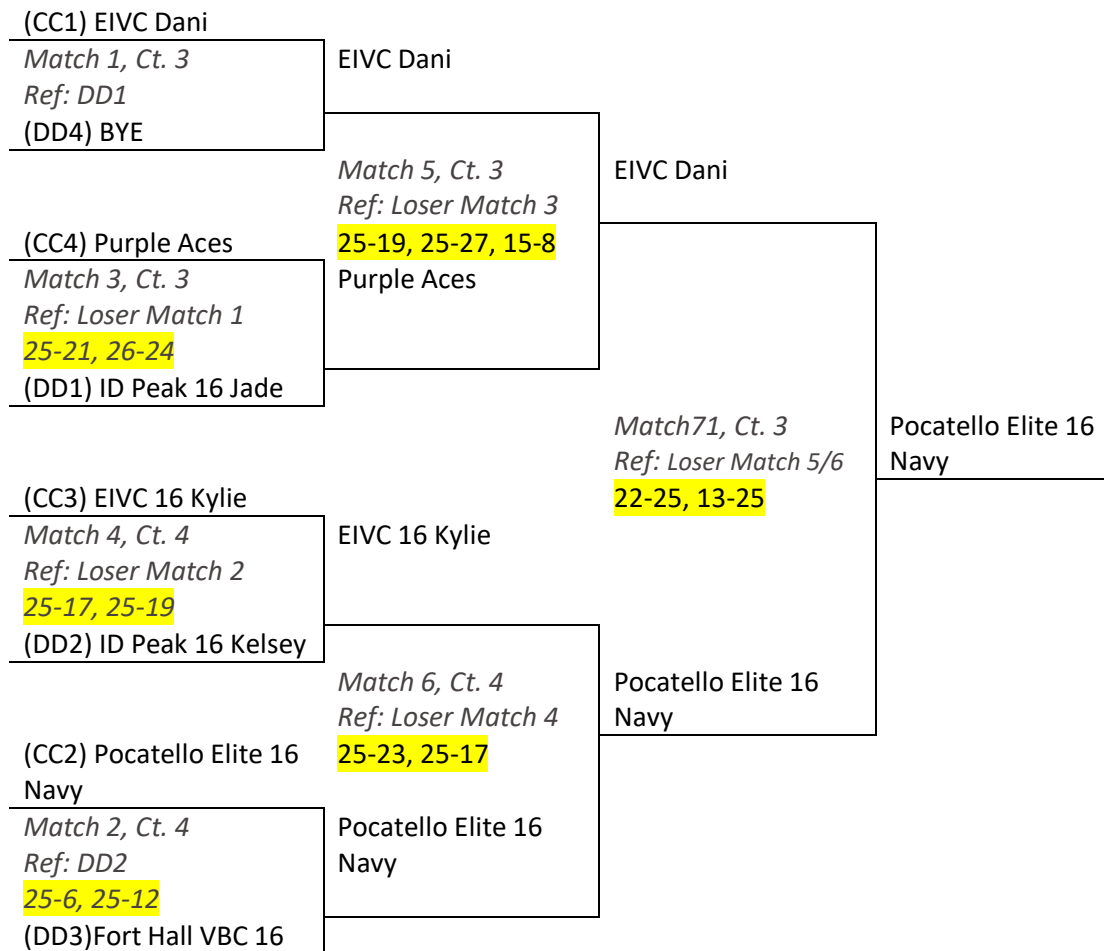 (CC1) EIVC Dani
Match 1, Ct. 3
Ref: DD1
(DD4) BYE
EIVC Dani
(CC4) Purple Aces
Match 3, Ct. 3
Ref: Loser Match 1
25-21, 26-24
(DD1) ID Peak 16 Jade
Match 5, Ct. 3
Ref: Loser Match 3
25-19, 25-27, 15-8
Purple Aces
EIVC Dani
(CC3) EIVC 16 Kylie
Match 4, Ct. 4
Ref: Loser Match 2
25-17, 25-19
(DD2) ID Peak 16 Kelsey
EIVC 16 Kylie
(CC2) Pocatello Elite 16
Navy
Match 2, Ct. 4
Ref: DD2
25-6, 25-12
(DD3)Fort Hall VBC 16
Match 6, Ct. 4
Ref: Loser Match 4
25-23, 25-17
Pocatello Elite 16
Navy
Pocatello Elite 16
Navy
Match71, Ct. 3
Ref: Loser Match 5/6
22-25, 13-25
Pocatello Elite 16
Navy